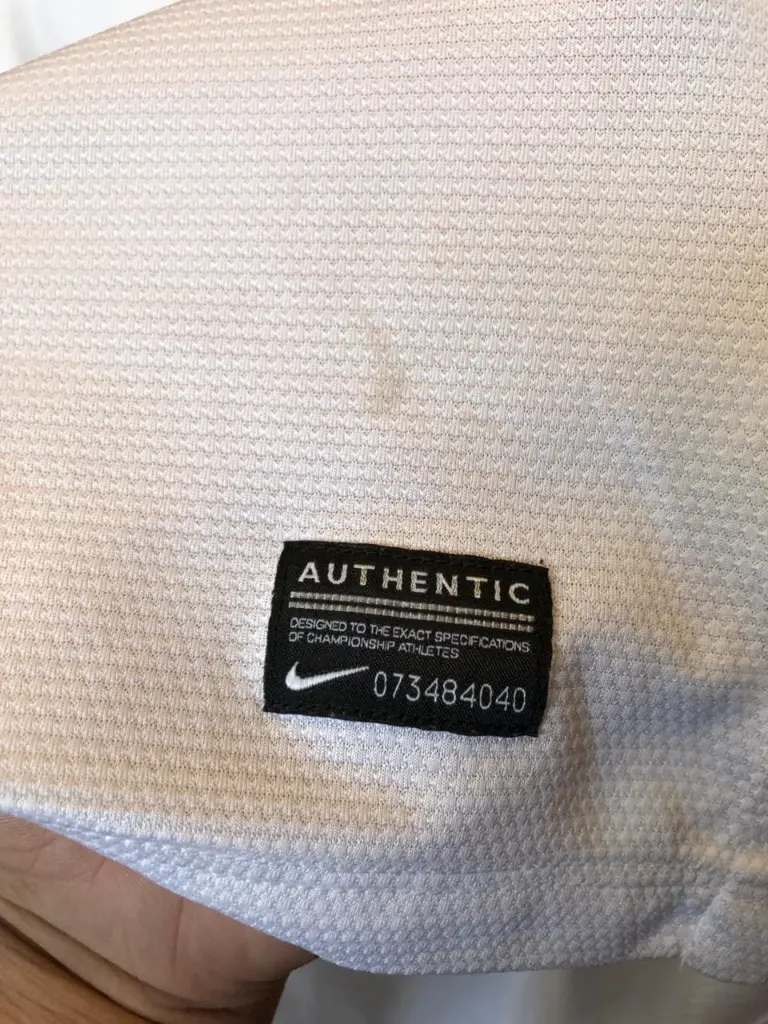 AUTHENTIC
DESIGNED TO THE EXACT SPECIFICATIONS
OF CHAMPIONSHIP ATHLETES
073484040